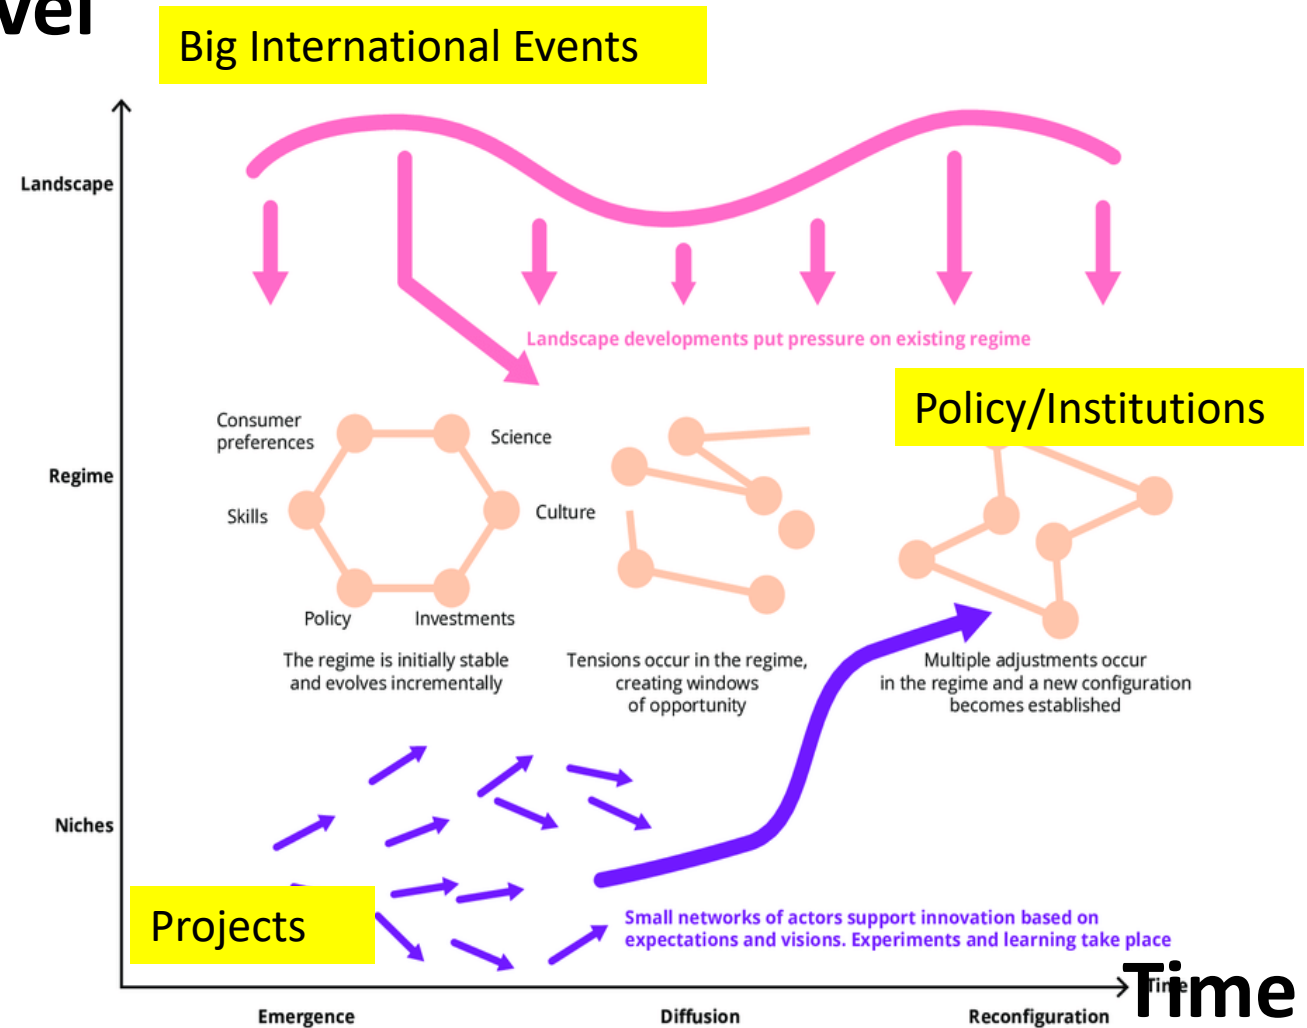 vel
Big International Events
Landscape
Landscape developments put pressure on existing regime
Policy/Institutions
Consumer
preferences
Science
Regime
Skills
Culture
Policy
Investments
The regime is initially stable
and evolves incrementally
Tensions occur in the regime,
creating windows
of opportunity
Multiple adjustments occur
in the regime and a new configuration
becomes established
Niches
Projects
Small networks of actors support innovation based on
expectations and visions. Experiments and learning take place
Time
Time
Emergence
Diffusion
Reconfiguration